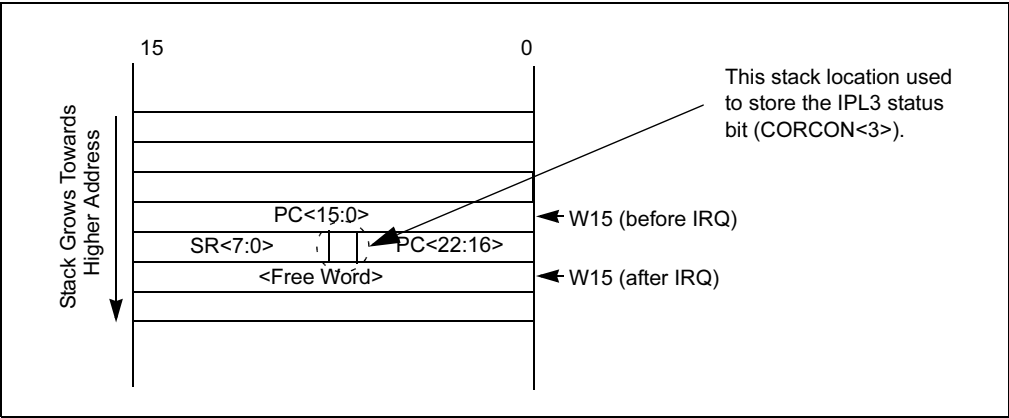 15
0
This stack location used
to store the IPL3 status
bit (CORCON<3>).
Stack Grows Towards
Higher Address
PC<15:0>
W15 (before IRQ)
SR<7:0>
PC<22:16>
<Free Word>
W15 (after IRQ)